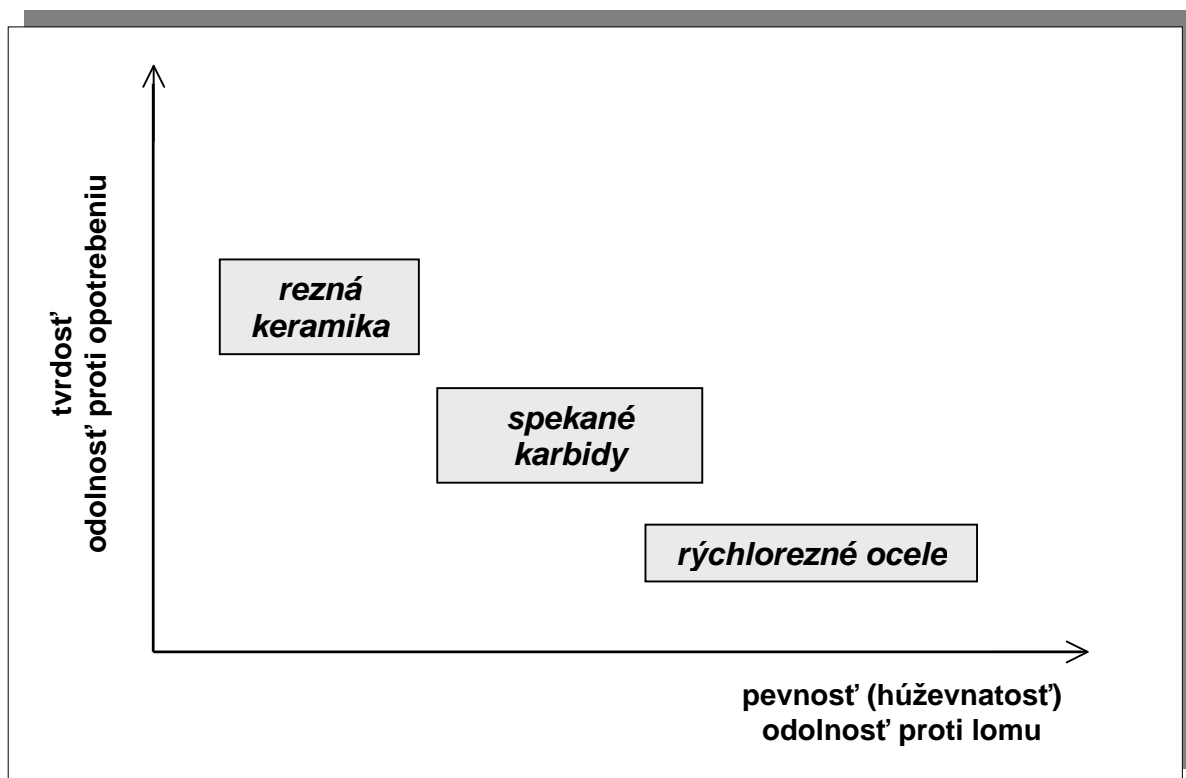 tvrdosť
odolnosť proti opotrebeniu
rezná
keramika
spekané
karbidy
rýchlorezné ocele
pevnosť (húževnatosť)
odolnosť proti lomu